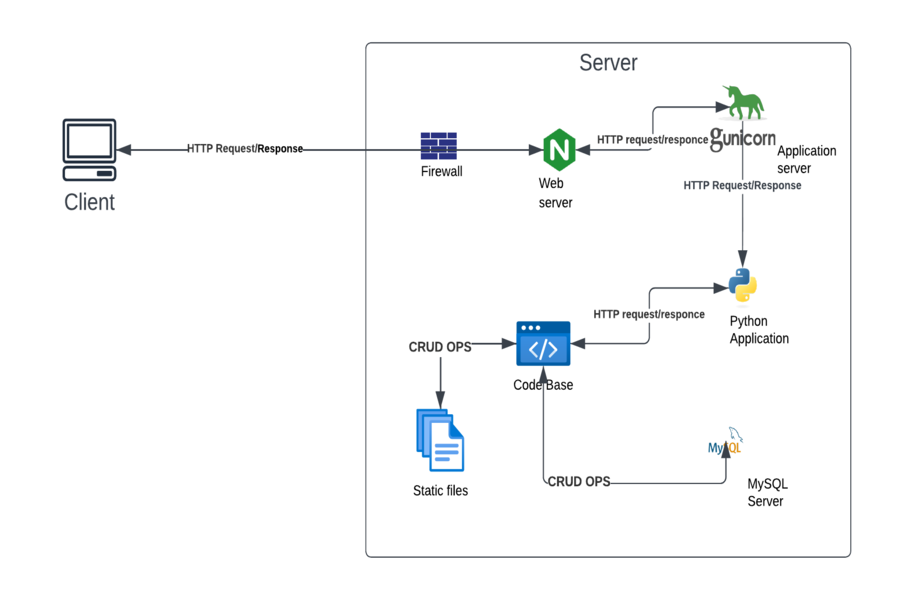 Server
HTTP Request/Response
Client
Firewall
N
Web
server
HTTP request/responce
gunicorn
Application
server
HTTP Request/Response
Python
Application
HTTP request/responce
CRUD OPS
</>
Code Base
Static files
CRUD OPS
MySQL
MySQL
Server